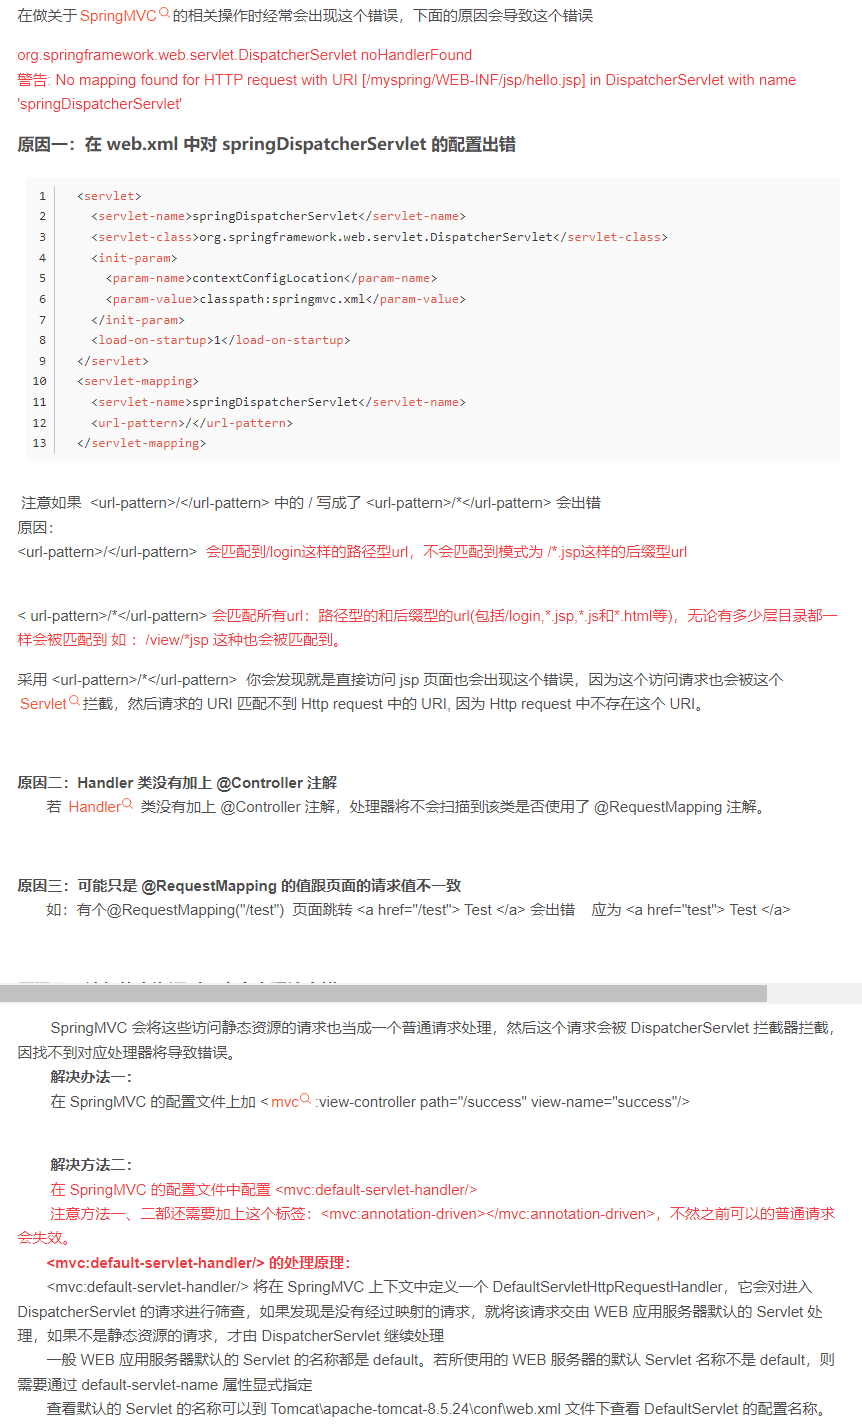 在做关于SpringMVC的相关操作时经常会出现这个错误，下面的原因会导致这个错误
org.springframework.web.servlet.DispatcherServlet noHandlerFound
警告: No mapping found for HTTP request with URI [/myspring/WEB-INF/jsp/hello.jsp] in DispatcherServlet with name
'springDispatcherServlet'
原因一：在 web.xml 中对 springDispatcherServlet 的配置出错
1 <servlet>
2 <servlet-name>springDispatcherServlet</servlet-name>
3 <servlet-class>org.springframework.web.servlet.DispatcherServlet</servlet-class>
4 <init-param>
5 <param-name>contextConfigLocation</param-name>
6 <param-value>classpath:springmvc.xml</param-value>
7 </init-param>
8 <load-on-startup>1</load-on-startup>
9 </servlet>
10 <servlet-mapping>
11 <servlet-name>springDispatcherServlet</servlet-name>
12 <url-pattern>/</url-pattern>
13 </servlet-mapping>
注意如果 <url-pattern>/</url-pattern> 中的 / 写成了 <url-pattern>/*</url-pattern> 会出错
原因：
<url-pattern>/</url-pattern> 会匹配到/login这样的路径型url，不会匹配到模式为 /*.jsp这样的后缀型url
< url-pattern>/*</url-pattern> 会匹配所有url：路径型的和后缀型的url(包括/login,*.jsp,*.js和*.html等)，无论有多少层目录都一
样会被匹配到 如 ：/view/*jsp 这种也会被匹配到。
采用 <url-pattern>/*</url-pattern> 你会发现就是直接访问 jsp 页面也会出现这个错误，因为这个访问请求也会被这个
Servlet拦截，然后请求的 URI 匹配不到 Http request 中的 URI, 因为 Http request 中不存在这个 URI。
原因二：Handler 类没有加上 @Controller 注解
若 Handler 类没有加上 @Controller 注解，处理器将不会扫描到该类是否使用了 @RequestMapping 注解。
原因三：可能只是 @RequestMapping 的值跟页面的请求值不一致
如：有个@RequestMapping("/test") 页面跳转 <a href="/test"> Test </a> 会出错 应为 <a href="test"> Test </a>
SpringMVC 会将这些访问静态资源的请求也当成一个普通请求处理，然后这个请求会被 DispatcherServlet 拦截器拦截，
因找不到对应处理器将导致错误。
解决办法一：
在 SpringMVC 的配置文件上加 <mvc:view-controller path="/success" view-name="success"/>
解决方法二：
在 SpringMVC 的配置文件中配置 <mvc:default-servlet-handler/>
注意方法一、二都还需要加上这个标签：<mvc:annotation-driven></mvc:annotation-driven>，不然之前可以的普通请求
会失效。
<mvc:default-servlet-handler/> 的处理原理：
<mvc:default-servlet-handler/> 将在 SpringMVC 上下文中定义一个 DefaultServletHttpRequestHandler，它会对进入
DispatcherServlet 的请求进行筛查，如果发现是没有经过映射的请求，就将该请求交由 WEB 应用服务器默认的 Servlet 处
理，如果不是静态资源的请求，才由 DispatcherServlet 继续处理
一般 WEB 应用服务器默认的 Servlet 的名称都是 default。若所使用的 WEB 服务器的默认 Servlet 名称不是 default，则
需要通过 default-servlet-name 属性显式指定
查看默认的 Servlet 的名称可以到 Tomcat\apache-tomcat-8.5.24\conf\web.xml 文件下查看 DefaultServlet 的配置名称。